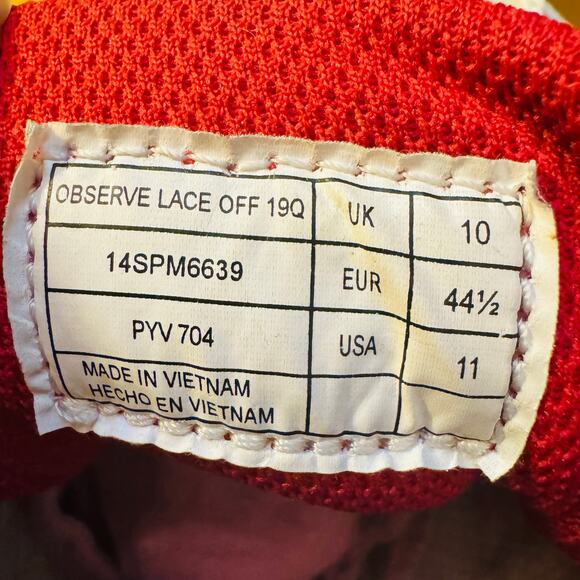 OBSERVE LACE OFF 19Q UK 10
14SPM6639 EUR 44½
PYV 704 USA 11
MADE IN VIETNAM
HECHO EN VIETNAM